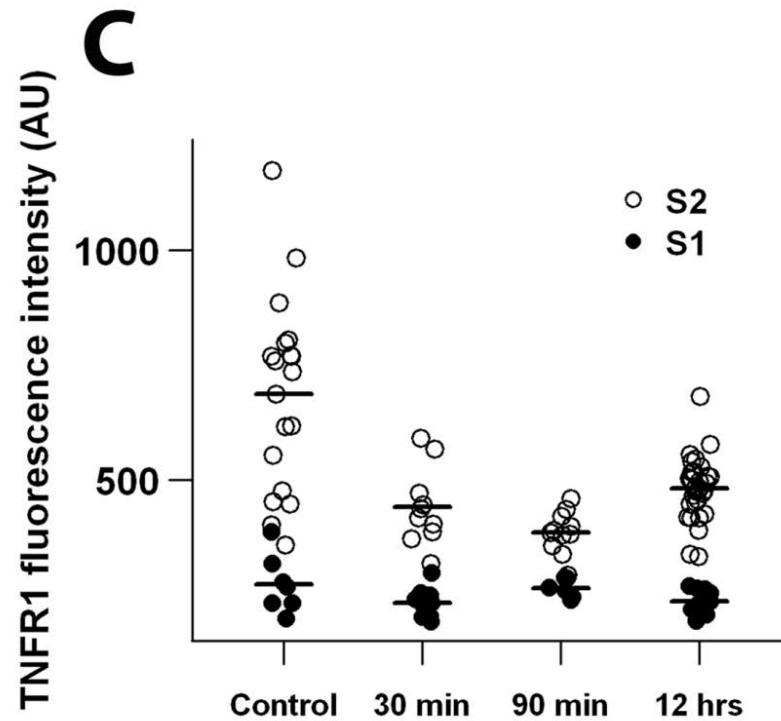 C
TNFR1 fluorescence intensity (AU)
1000
500
S2
S1
Control 30 min 90 min 12 hrs